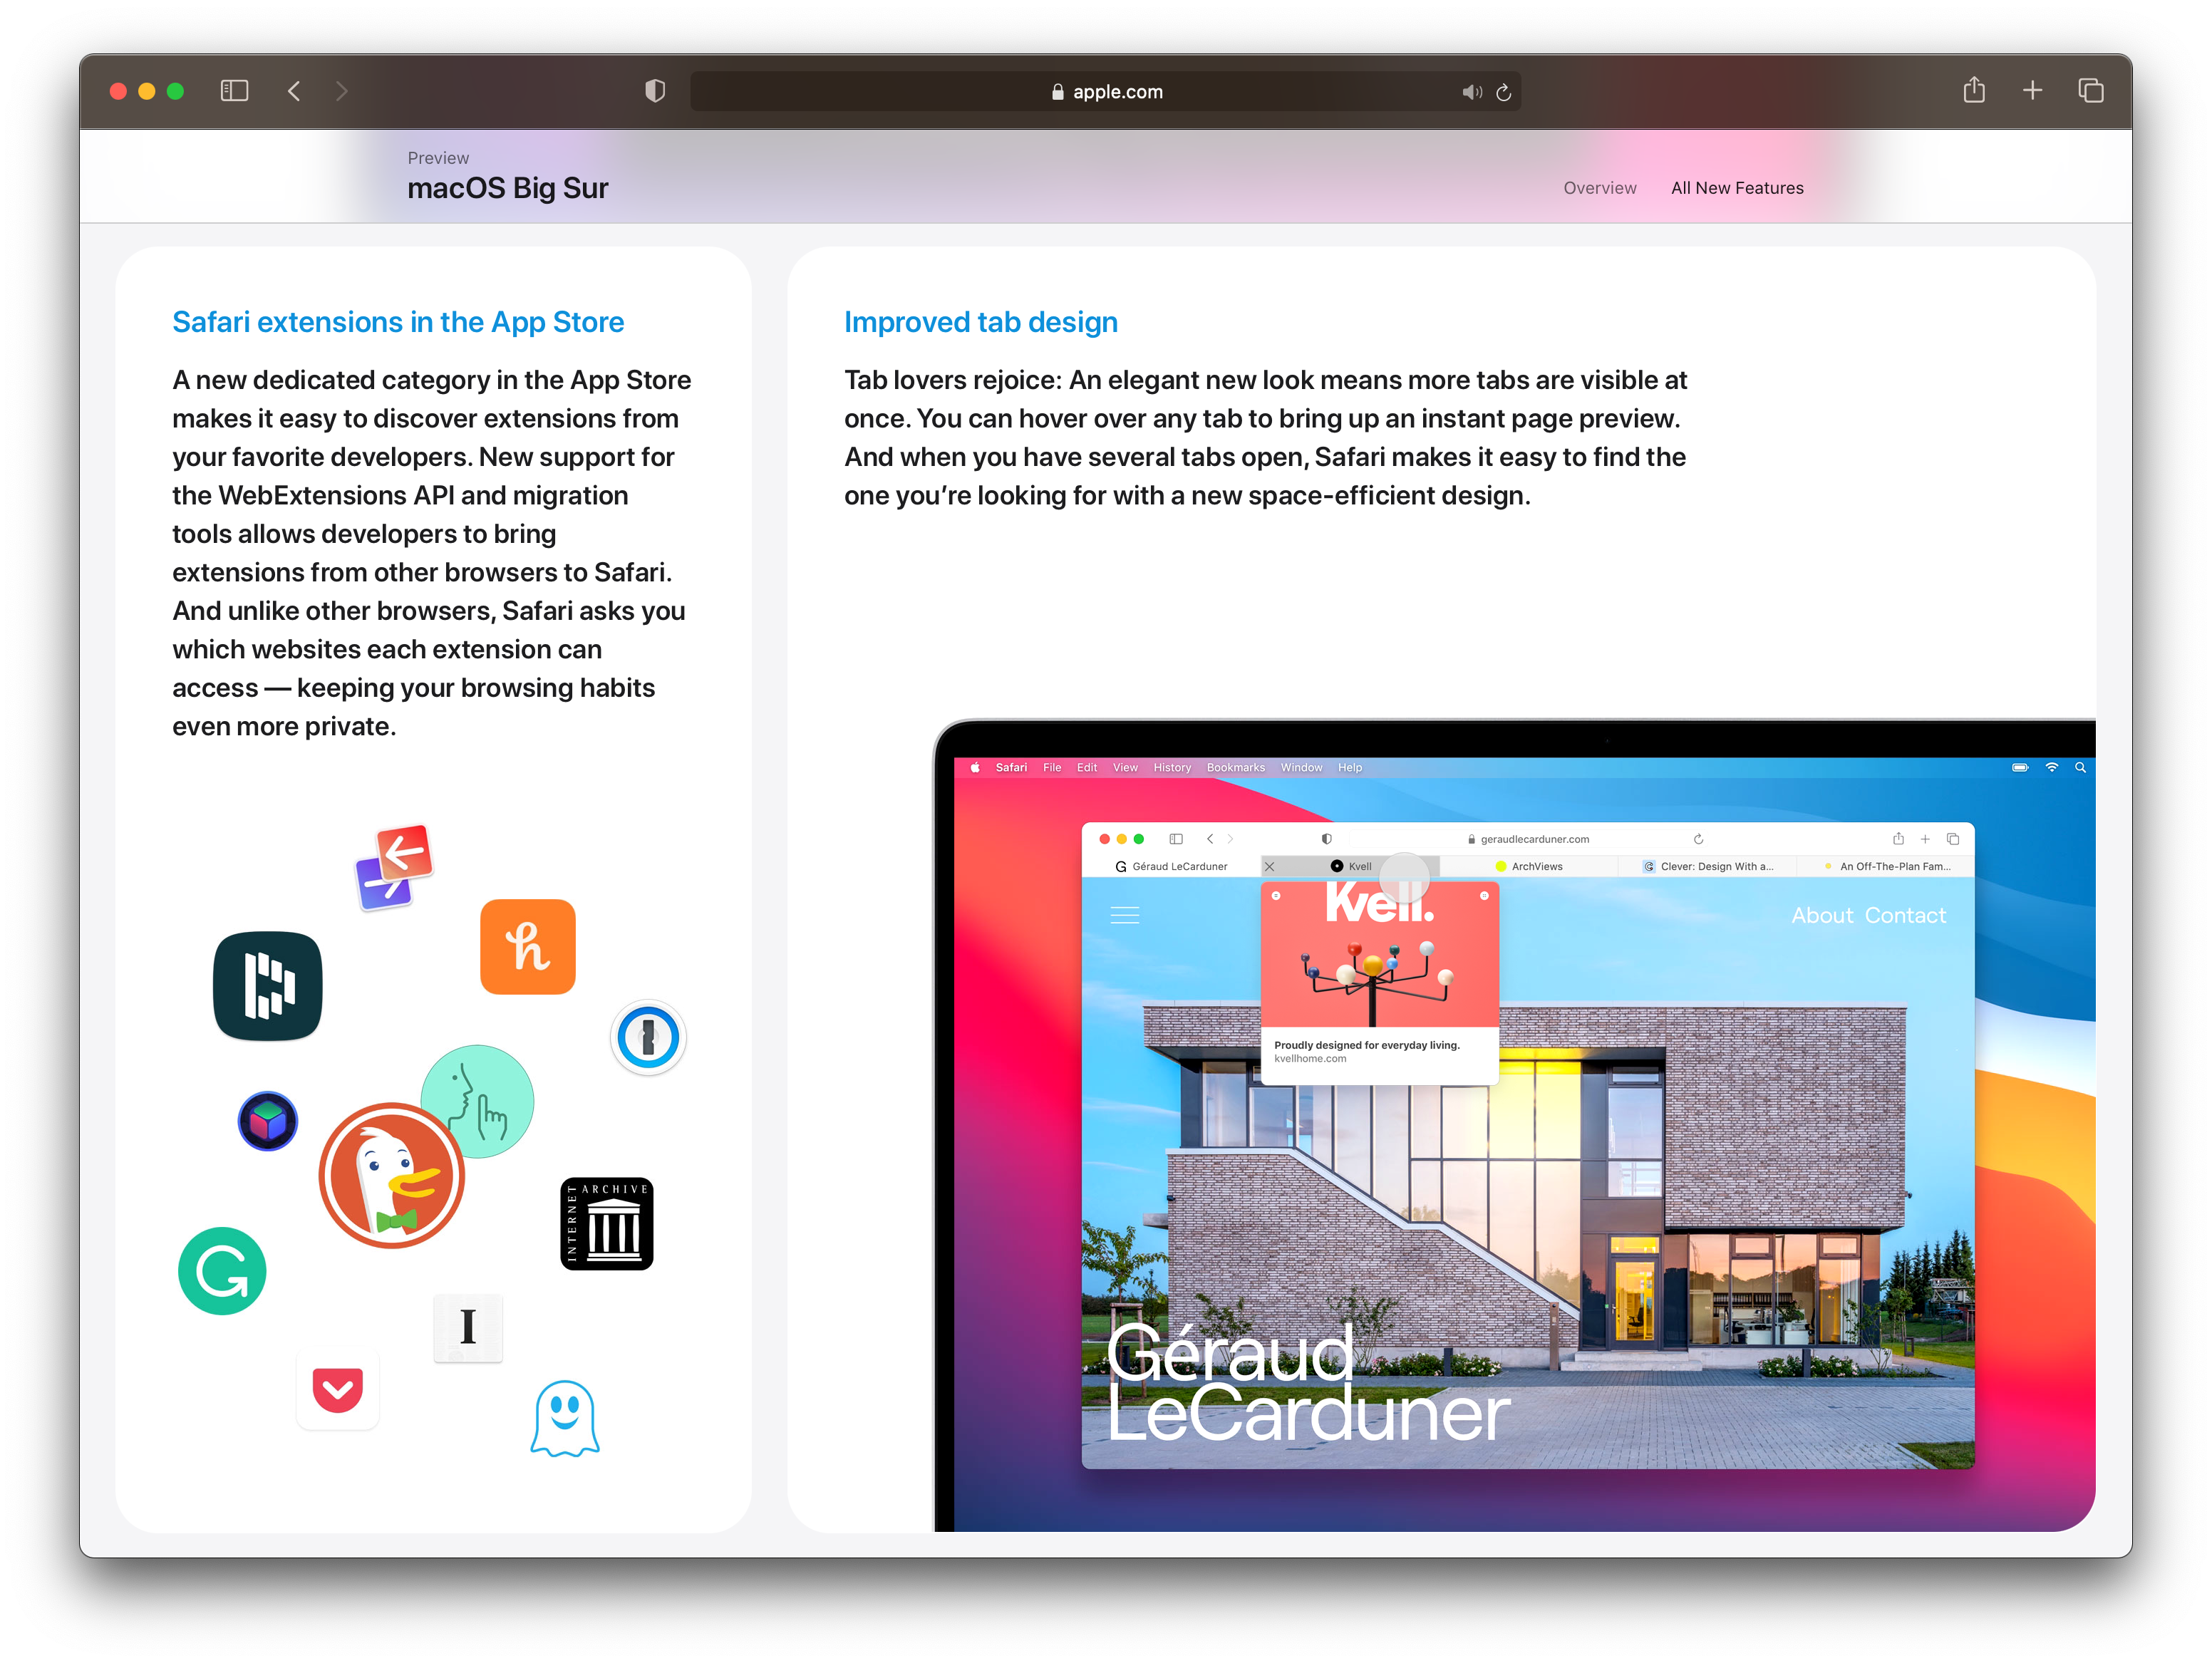 apple.com
Preview
macOS Big Sur
Overview
All New Features
Safari extensions in the App Store
A new dedicated category in the App Store
makes it easy to discover extensions from
your favorite developers. New support for
the WebExtensions API and migration
tools allows developers to bring
extensions from other browsers to Safari.
And unlike other browsers, Safari asks you
which websites each extension can
access — keeping your browsing habits
even more private.
h
INTERNET ARCHIVE
G
I
Improved tab design
Tab lovers rejoice: An elegant new look means more tabs are visible at
once. You can hover over any tab to bring up an instant page preview.
And when you have several tabs open, Safari makes it easy to find the
one you’re looking for with a new space-efficient design.
Safari File Edit View History Bookmarks Window Help
geraudlecarduner.com
G Géraud LeCarduner
Kvell
ArchViews
Clever: Design With a...
An Off-The-Plan Fam...
Kvell.
About Contact
Proudly designed for everyday living.
kvellhome.com
Géraud
LeCarduner